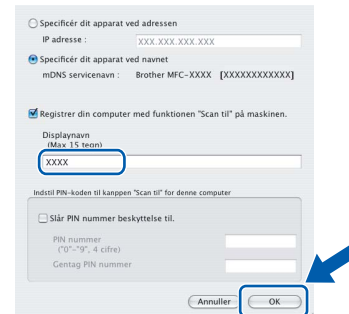 Specificér dit apparat ved adressen
IP adresse : XXX.XXX.XXX.XXX
Specificér dit apparat ved navnet
mDNS servicenavn : Brother MFC-XXXX [XXXXXXXXXXXX]
Registrer din computer med funktionen "Scan til" på maskinen.
Displaynavn
(Max 15 tegn)
XXXX
Indstil PIN-koden til kanppen "Scan til" for denne computer
Slår PIN nummer beskyttelse til.
PIN nummer
("0"-"9", 4 cifre)
Gentag PIN nummer
Annuller OK